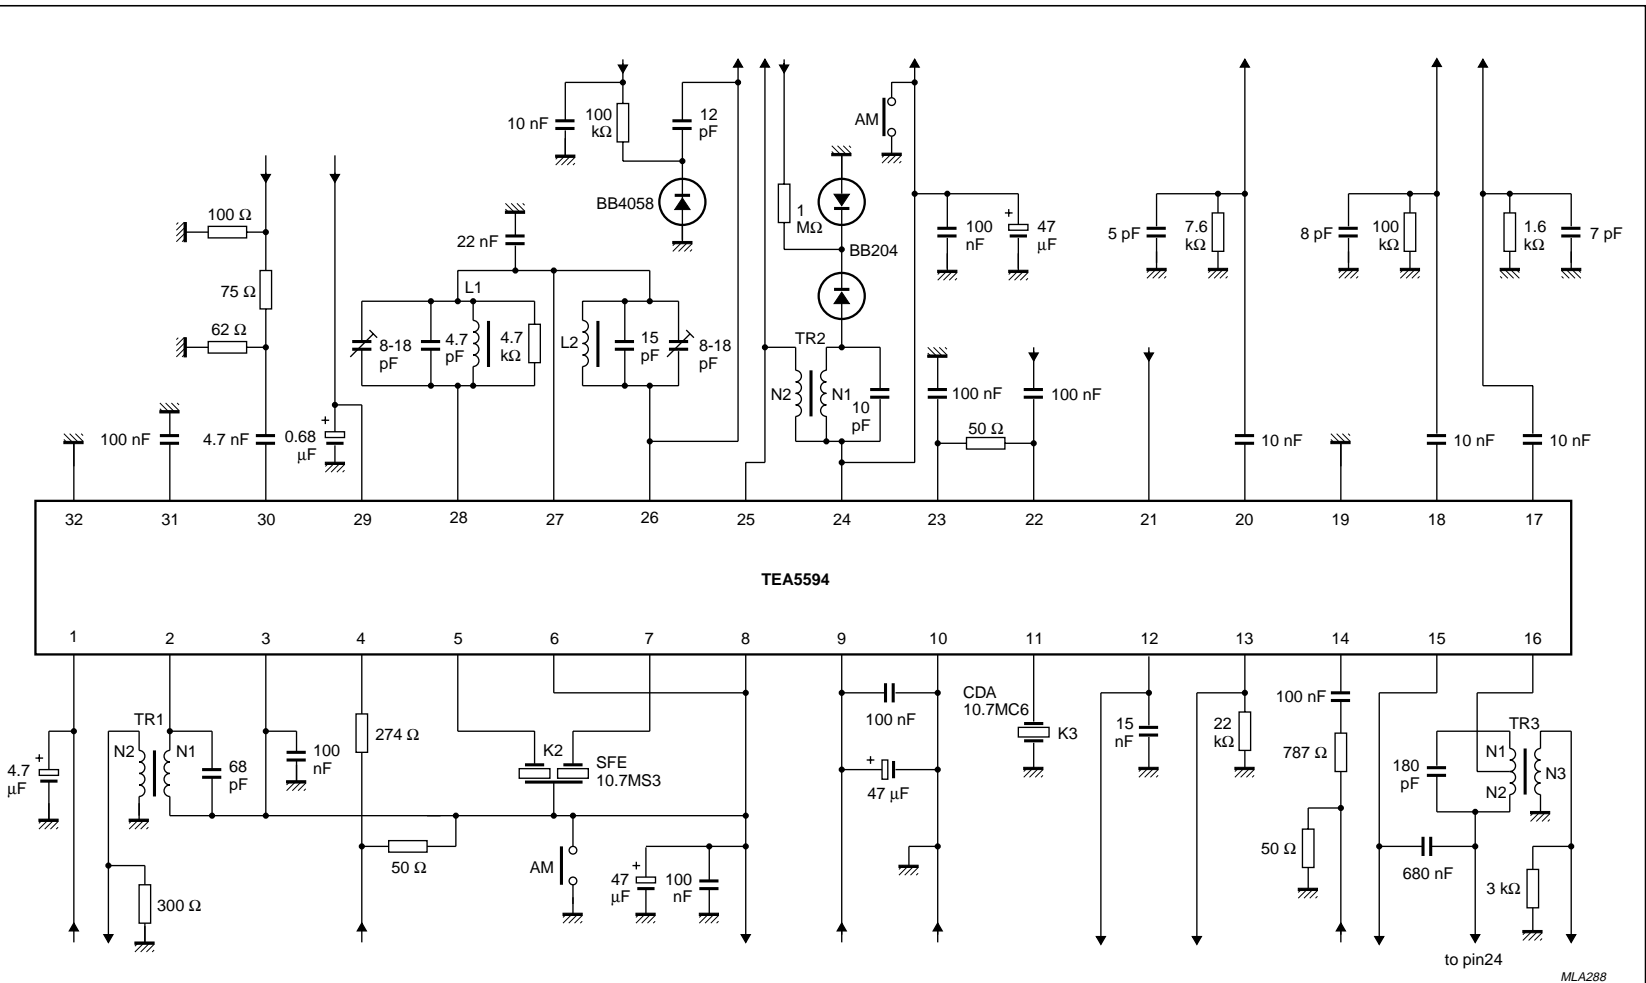 10 nF
100
kΩ
12
pF
AM
BB4058
100 Ω
75 Ω
62 Ω
22 nF
1
MΩ
BB204
100
nF
+
47
μF
5 pF
7.6
kΩ
8 pF
100
kΩ
1.6
kΩ
7 pF
L1
8-18
pF
4.7
pF
4.7
kΩ
L2
15
pF
8-18
pF
TR2
N2
N1
10
pF
100 nF
100 nF
50 Ω
100 nF
4.7 nF
0.68
μF
+
10 nF
10 nF
10 nF
32
31
30
29
28
27
26
25
24
23
22
21
20
19
18
17
TEA5594
1
2
3
4
5
6
7
8
9
10
11
12
13
14
15
16
4.7
μF
+
TR1
N2
N1
68
pF
100
nF
274 Ω
K2
SFE
10.7MS3
100 nF
+
47 μF
CDA
10.7MC6
K3
15
nF
22
kΩ
100 nF
787 Ω
180
pF
TR3
N1
N2
N3
300 Ω
50 Ω
AM
47
μF
+
100
nF
50 Ω
680 nF
3 kΩ
to pin24
MLA288